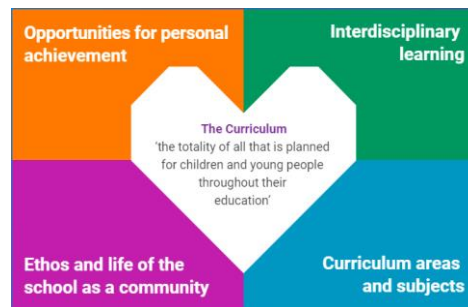 Opportunities for personal
achievement
Interdisciplinary
learning
The Curriculum
'the totality of all that is planned
for children and young people
throughout their
education'
Ethos and life of the
school as a community
Curriculum areas
and subjects